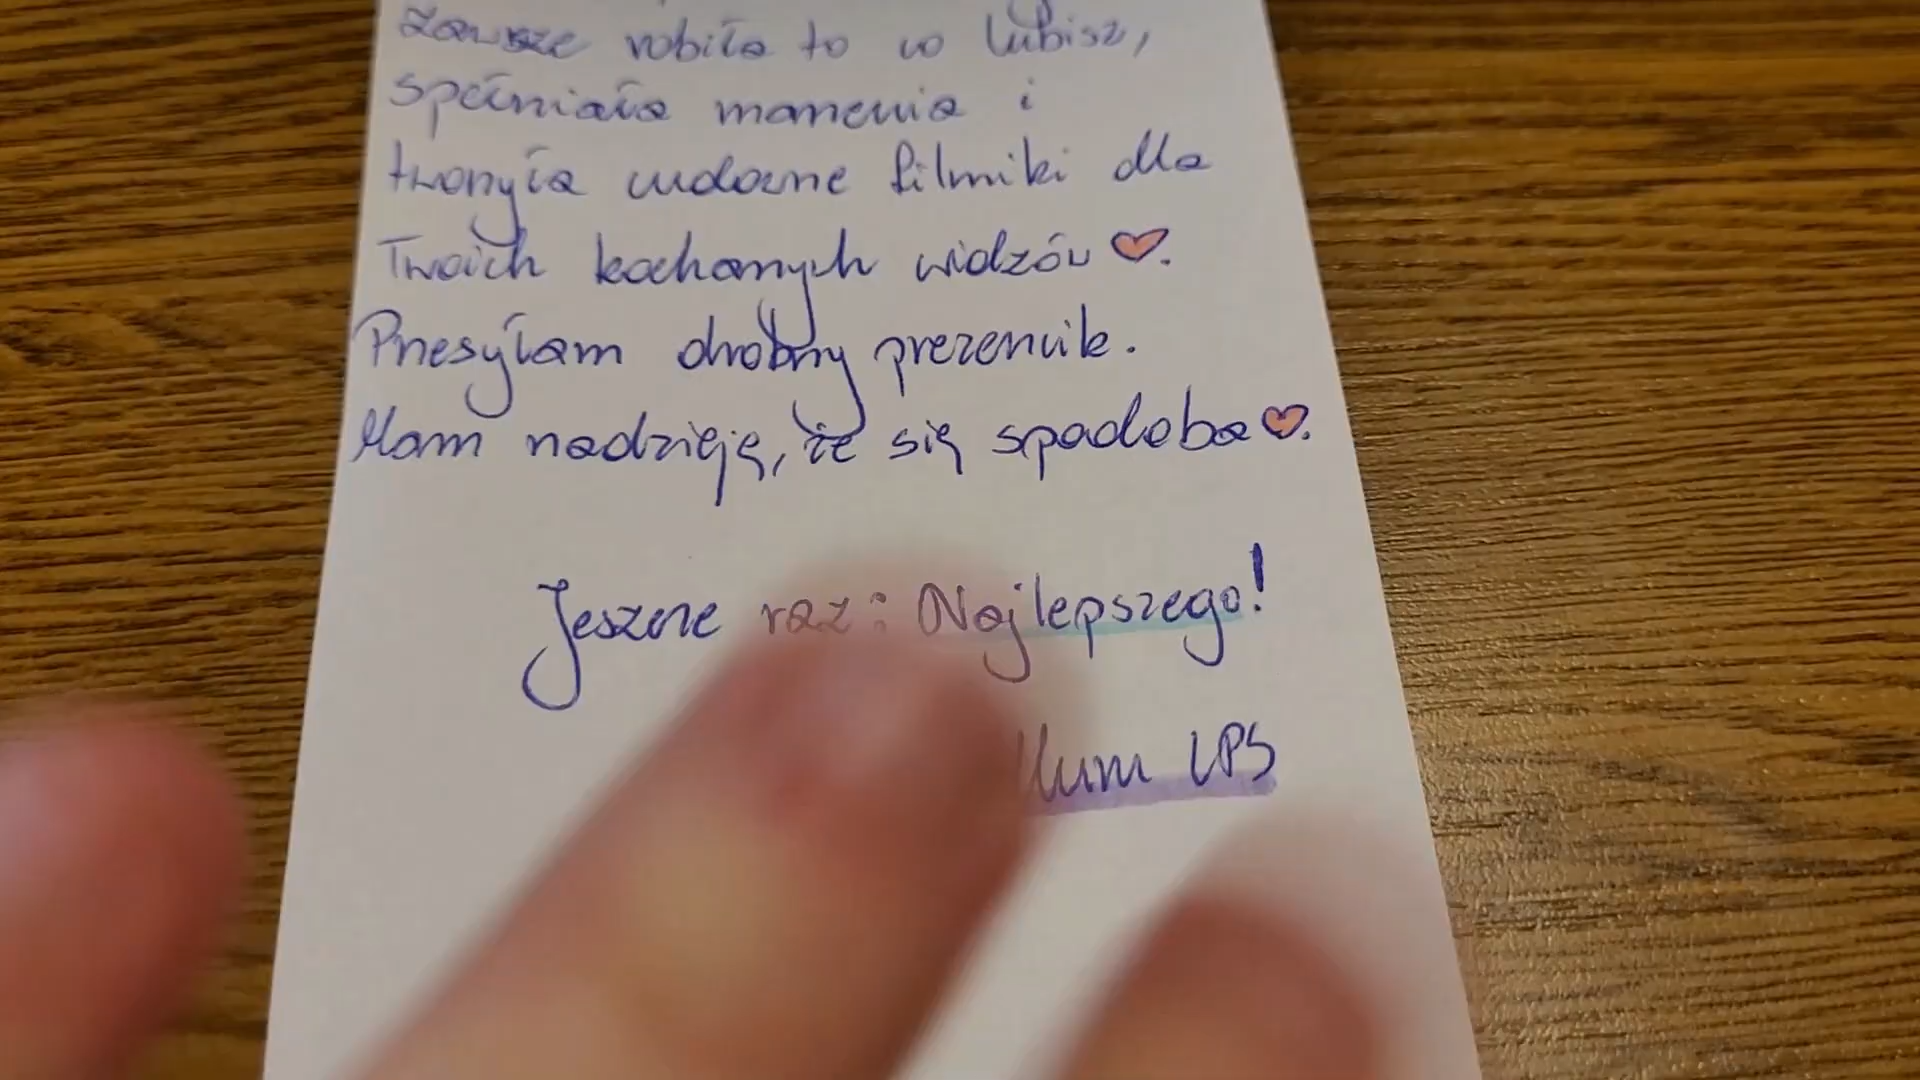 zawsze robiła to co lubisz,
spełniała marzenia i
tworzyła cudowne filmiki dla
Twoich kochanych widzów ♥.
Przesyłam drobny prezencik.
Mam nadzieję, że się spodoba ♥.
Jeszcze raz: Najlepszego!
LPS